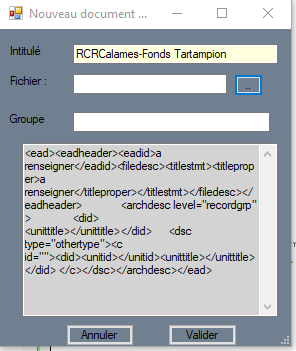 Nouveau document ...
Intitulé
RCRCalames-Fonds Tartampion
Fichier :
..
Groupe
<ead><eadheader><eadid>a
renseigner</eadid><filedesc><titlestmt><titleprop
er>a
renseigner</titleproper></titlestmt></filedesc></
eadheader> <archdesc level="recordgrp"
> <did>
<unittitle></unittitle></did> <dsc
type="othertype"><c
id=""><did><unitid></unitid><unittitle></unittitle>
</did> </c></dsc></archdesc></ead>
Annuler
Valider